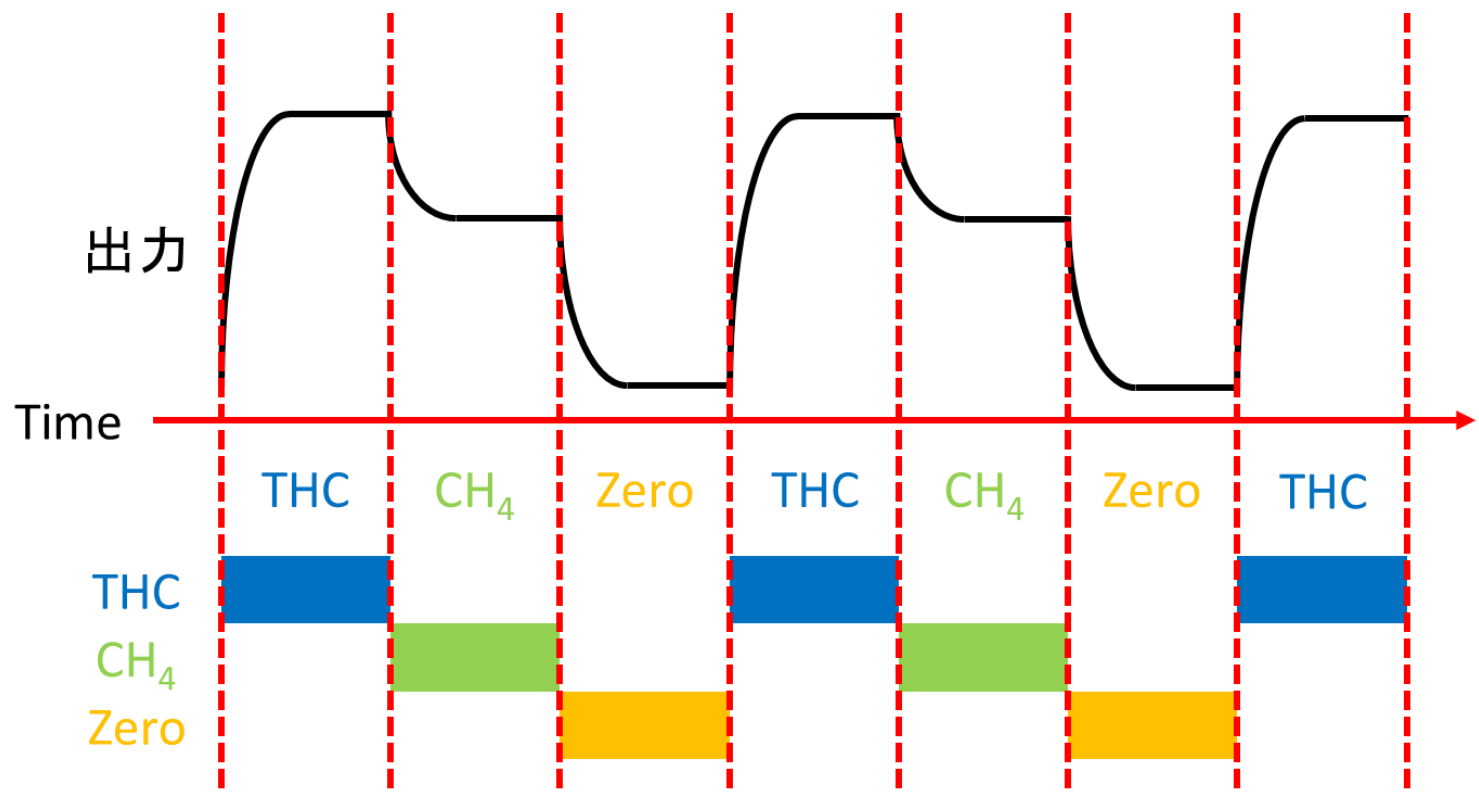 出力
Time
THC CH₄ Zero THC CH₄ Zero THC
THC
CH₄
Zero